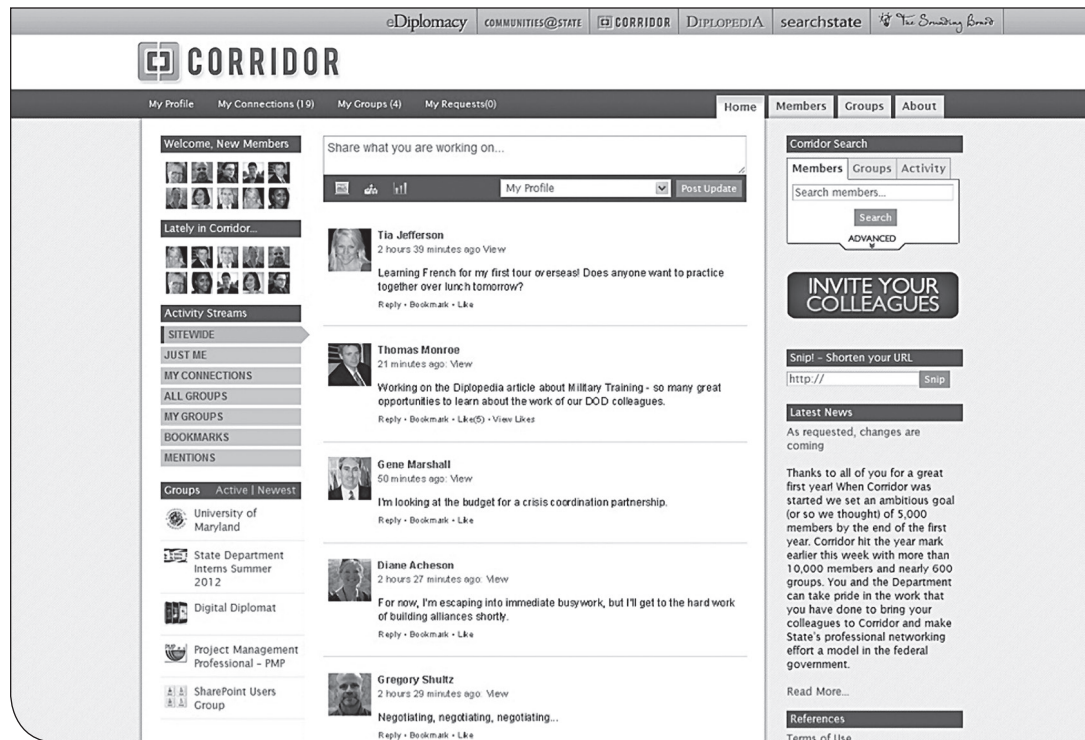 eDiplomacy
COMMUNITIES@STATE
CORRIDOR
DIPLOPEDIA
searchstate
The Sounding Board
CORRIDOR
My Profile
My Connections (19)
My Groups (4)
My Requests(0)
Home
Members
Groups
About
Welcome, New Members
Lately in Corridor...
Activity Streams
SITEWIDE
JUST ME
MY CONNECTIONS
ALL GROUPS
MY GROUPS
BOOKMARKS
MENTIONS
Groups Active | Newest
University of
Maryland
State Department
Interns Summer
2012
Digital Diplomat
Project Management
Professional - PMP
SharePoint Users
Group
Share what you are working on...
My Profile
Post Update
Tia Jefferson
2 hours 39 minutes ago View
Learning French for my first tour overseas! Does anyone want to practice
together over lunch tomorrow?
Reply • Bookmark • Like
Thomas Monroe
21 minutes ago: View
Working on the Diplopedia article about Military Training - so many great
opportunities to learn about the work of our DOD colleagues.
Reply • Bookmark • Like(5) • View Likes
Gene Marshall
50 minutes ago: View
I'm looking at the budget for a crisis coordination partnership.
Reply • Bookmark • Like
Diane Acheson
2 hours 27 minutes ago: View
For now, I'm escaping into immediate busywork, but I'll get to the hard work
of building alliances shortly.
Reply • Bookmark • Like
Gregory Shultz
2 hours 29 minutes ago: View
Negotiating, negotiating, negotiating...
Reply • Bookmark • Like
Corridor Search
Members
Groups
Activity
Search members...
Search
ADVANCED
INVITE YOUR
COLLEAGUES
Snip! - Shorten your URL
http://
Snip
Latest News
As requested, changes are
coming
Thanks to all of you for a great
first year! When Corridor was
started we set an ambitious goal
(or so we thought) of 5,000
members by the end of the first
year. Corridor hit the year mark
earlier this week with more than
10,000 members and nearly 600
groups. You and the Department
can take pride in the work that
you have done to bring your
colleagues to Corridor and make
State's professional networking
effort a model in the federal
government.
Read More...
References
Terms of Use